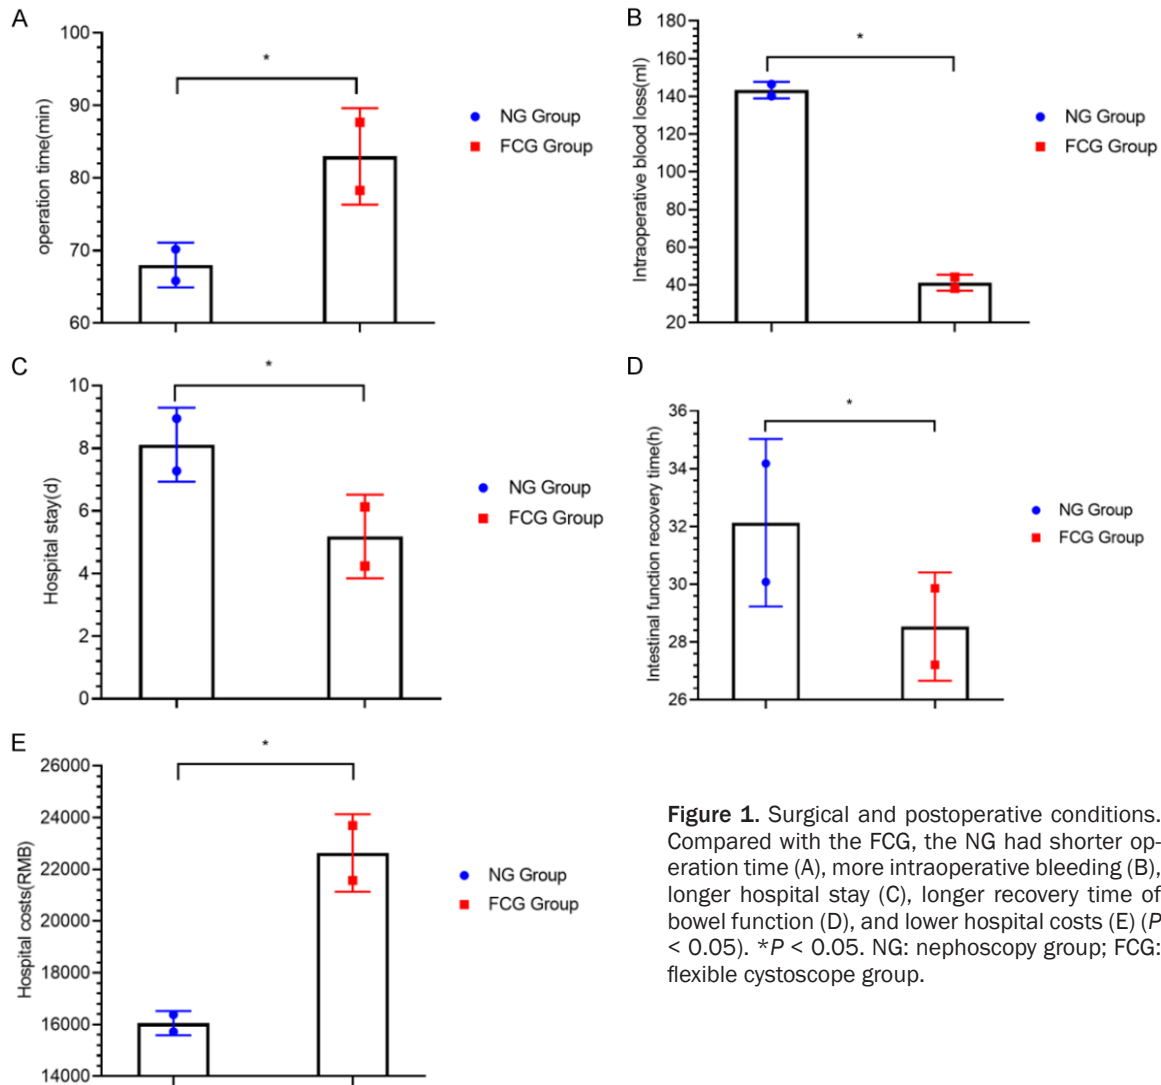 A
operation time(min)
100
90
80
70
60
*
NG Group
FCG Group
B
Intraoperative blood loss(ml)
180
160
140
120
100
80
60
40
20
*
NG Group
FCG Group
C
Hospital stay(d)
10
8
6
4
2
0
*
NG Group
FCG Group
D
Intestinal function recovery time(h)
36
34
32
30
28
26
*
NG Group
FCG Group
E
Hospital costs(RMB)
26000
24000
22000
20000
18000
16000
14000
*
NG Group
FCG Group
Figure 1. Surgical and postoperative conditions.
Compared with the FCG, the NG had shorter op-
eration time (A), more intraoperative bleeding (B),
longer hospital stay (C), longer recovery time of
bowel function (D), and lower hospital costs (E) (P
< 0.05). *P < 0.05. NG: nephoscopy group; FCG:
flexible cystoscope group.